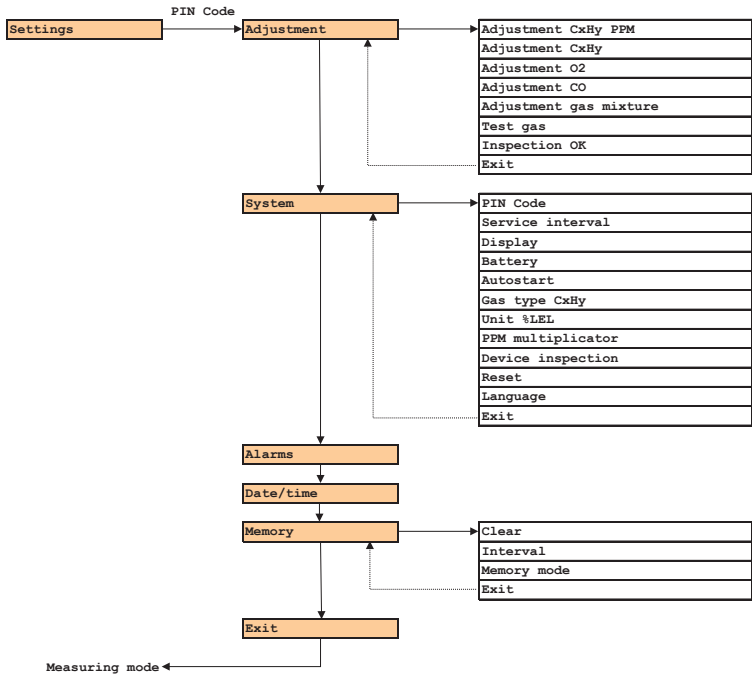 PIN Code
Settings
Adjustment
Adjustment CxHy PPM
Adjustment CxHy
Adjustment O2
Adjustment CO
Adjustment gas mixture
Test gas
Inspection OK
Exit
System
PIN Code
Service interval
Display
Battery
Autostart
Gas type CxHy
Unit %LEL
PPM multiplicator
Device inspection
Reset
Language
Exit
Alarms
Date/time
Memory
Clear
Interval
Memory mode
Exit
Exit
Measuring mode